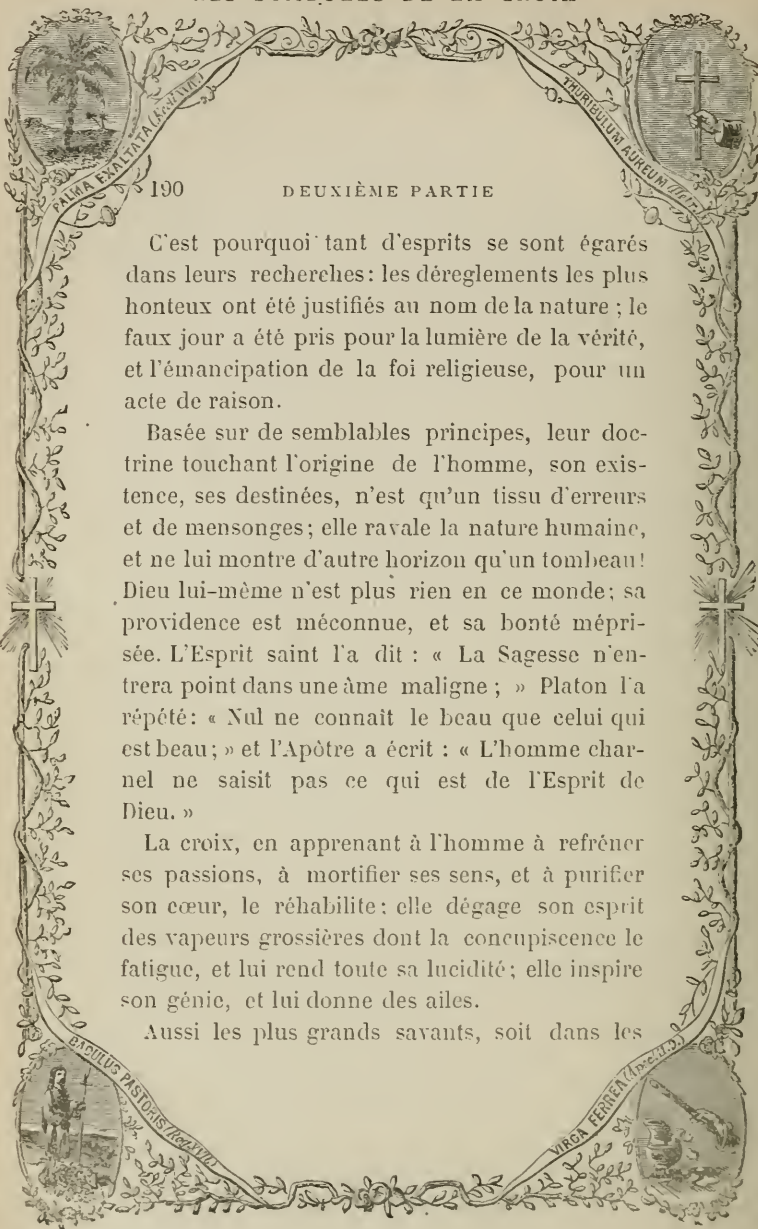 PALMA EXALTATA
THURIBULUM AUREUM
190 DEUXIÈME PARTIE
C'est pourquoi tant d'esprits se sont égarés
dans leurs recherches: les déreglements les plus
honteux ont été justifiés au nom de la nature ; le
faux jour a été pris pour la lumière de la vérité,
et l'émancipation de la foi religieuse, pour un
acte de raison.
Basée sur de semblables principes, leur doc-
trine touchant l'origine de l'homme, son exis-
tence, ses destinées, n'est qu'un tissu d'erreurs
et de mensonges; elle ravale la nature humaine,
et ne lui montre d'autre horizon qu'un tombeau!
Dieu lui-même n'est plus rien en ce monde; sa
providence est méconnue, et sa bonté mépri-
sée. L'Esprit saint l'a dit : « La Sagesse n'en-
trera point dans une âme maligne ; » Platon l'a
répété: « Nul ne connaît le beau que celui qui
est beau; » et l'Apôtre a écrit : « L'homme char-
nel ne saisit pas ce qui est de l'Esprit de
Dieu. »
La croix, en apprenant à l'homme à refréner
ses passions, à mortifier ses sens, et à purifier
son cœur, le réhabilite: elle dégage son esprit
des vapeurs grossières dont la concupiscence le
fatigue, et lui rend toute sa lucidité; elle inspire
son génie, et lui donne des ailes.
Aussi les plus grands savants, soit dans les
BACULUS PASTORIS
VIRGA FERREA